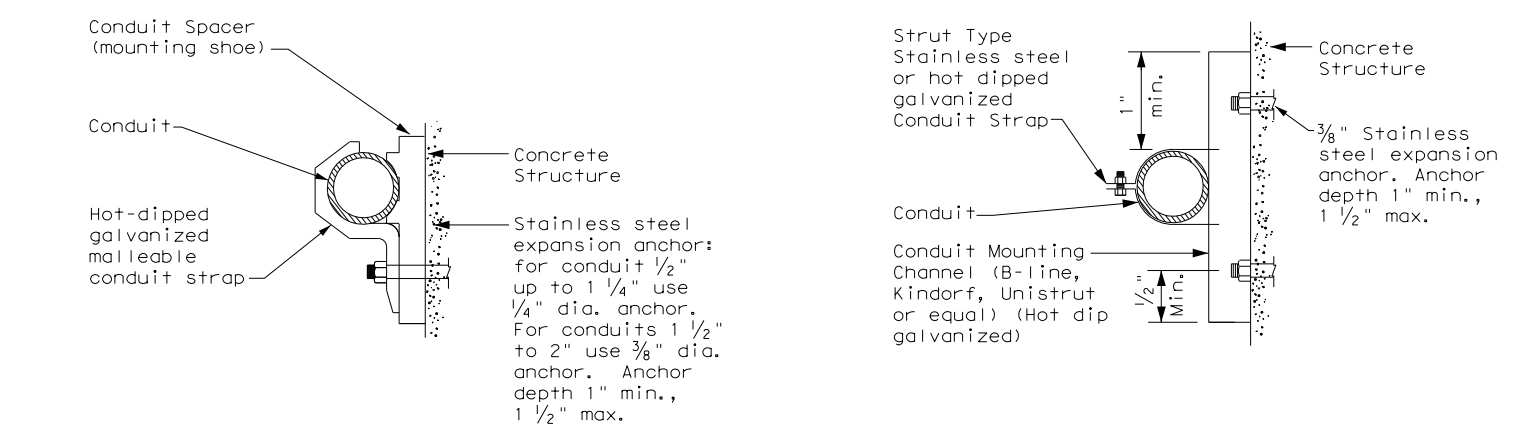 Conduit Spacer
(mounting shoe)
Conduit
Hot-dipped
galvanized
malleable
conduit strap
Concrete
Structure
Stainless steel
expansion anchor:
for conduit 1/2"
up to 1 1/4" use
1/4" dia. anchor.
For conduits 1 1/2"
to 2" use 3/8" dia.
anchor. Anchor
depth 1" min.,
1 1/2" max.
Strut Type
Stainless steel
or hot dipped
galvanized
Conduit Strap
Conduit
Conduit Mounting
Channel (B-line,
Kindorf, Unistrut
or equal) (Hot dip
galvanized)
1"
min.
1/2"
Min.
Concrete
Structure
3/8" Stainless
steel expansion
anchor. Anchor
depth 1" min.,
1 1/2" max.